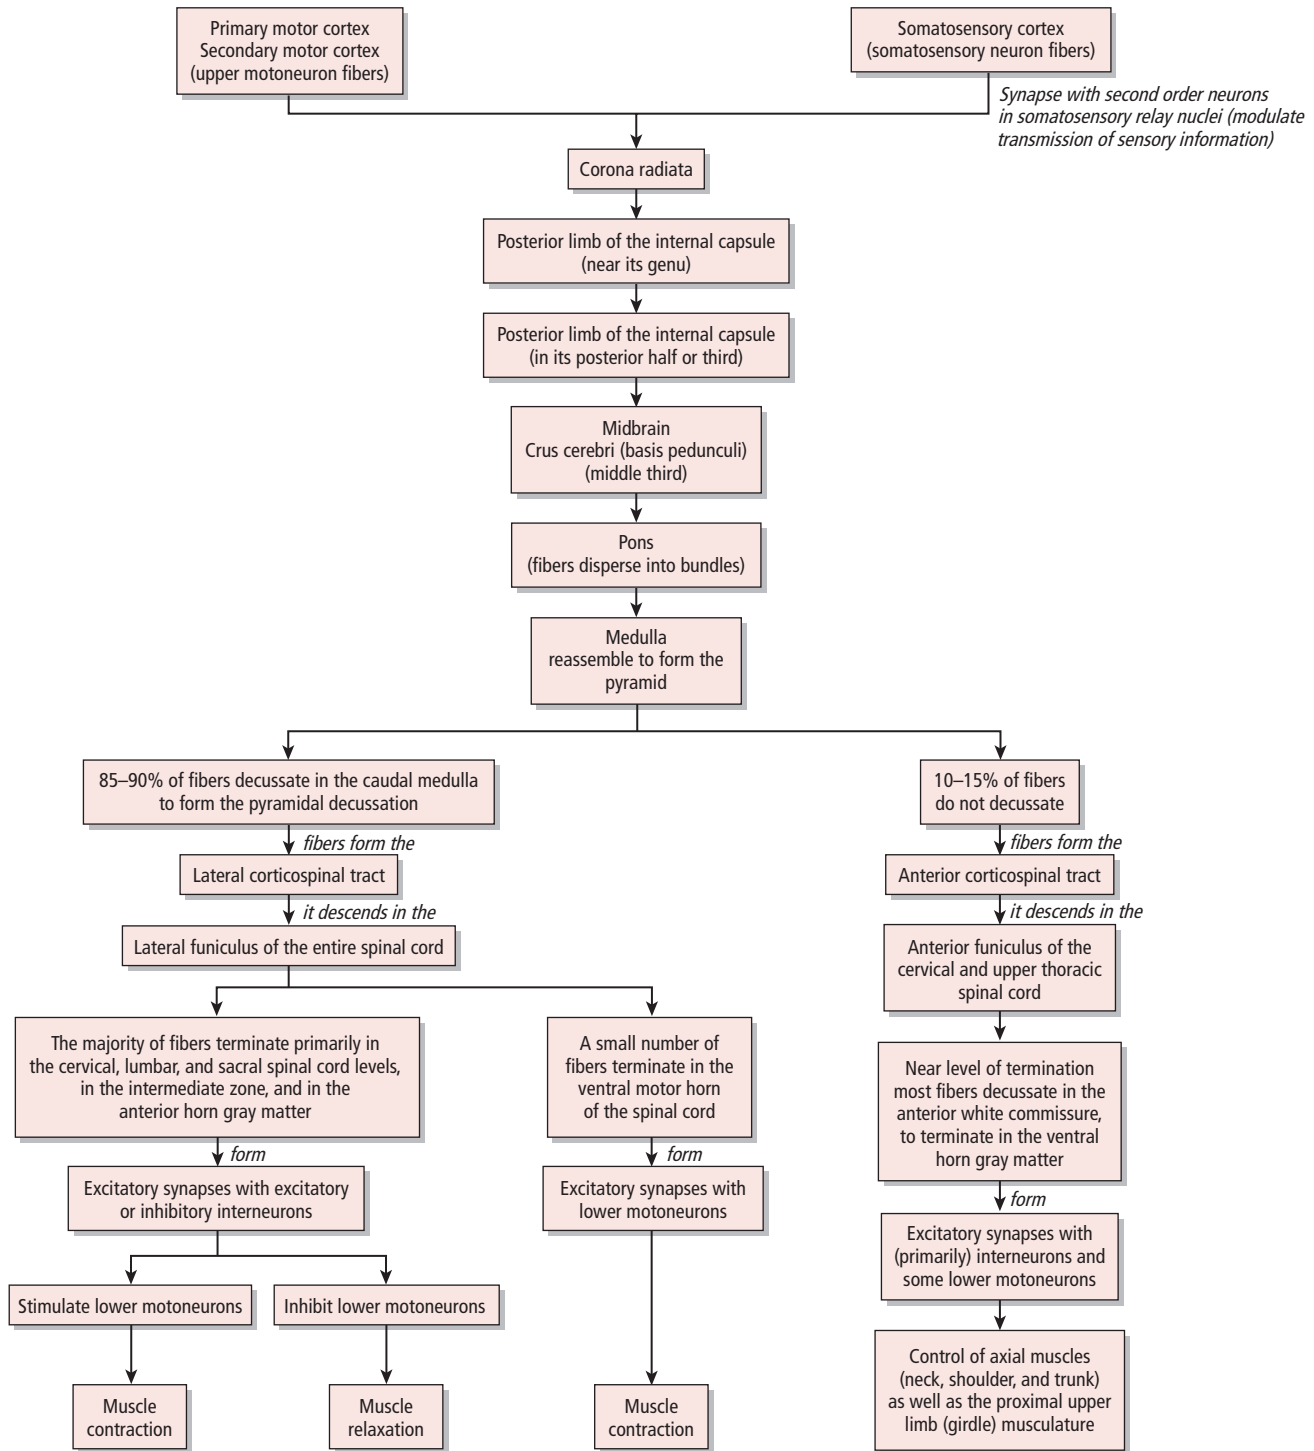 Primary motor cortex
Secondary motor cortex
(upper motoneuron fibers)
Somatosensory cortex
(somatosensory neuron fibers)
Synapse with second order neurons
in somatosensory relay nuclei (modulate
transmission of sensory information)
Corona radiata
Posterior limb of the internal capsule
(near its genu)
Posterior limb of the internal capsule
(in its posterior half or third)
Midbrain
Crus cerebri (basis pedunculi)
(middle third)
Pons
(fibers disperse into bundles)
Medulla
reassemble to form the
pyramid
85–90% of fibers decussate in the caudal medulla
to form the pyramidal decussation
fibers form the
Lateral corticospinal tract
it descends in the
Lateral funiculus of the entire spinal cord
The majority of fibers terminate primarily in
the cervical, lumbar, and sacral spinal cord levels,
in the intermediate zone, and in the
anterior horn gray matter
form
Excitatory synapses with excitatory
or inhibitory interneurons
Stimulate lower motoneurons
Muscle
contraction
Inhibit lower motoneurons
Muscle
relaxation
A small number of
fibers terminate in the
ventral motor horn
of the spinal cord
form
Excitatory synapses with
lower motoneurons
Muscle
contraction
10–15% of fibers
do not decussate
fibers form the
Anterior corticospinal tract
it descends in the
Anterior funiculus of the
cervical and upper thoracic
spinal cord
Near level of termination
most fibers decussate in the
anterior white commissure,
to terminate in the ventral
horn gray matter
form
Excitatory synapses with
(primarily) interneurons and
some lower motoneurons
Control of axial muscles
(neck, shoulder, and trunk)
as well as the proximal upper
limb (girdle) musculature